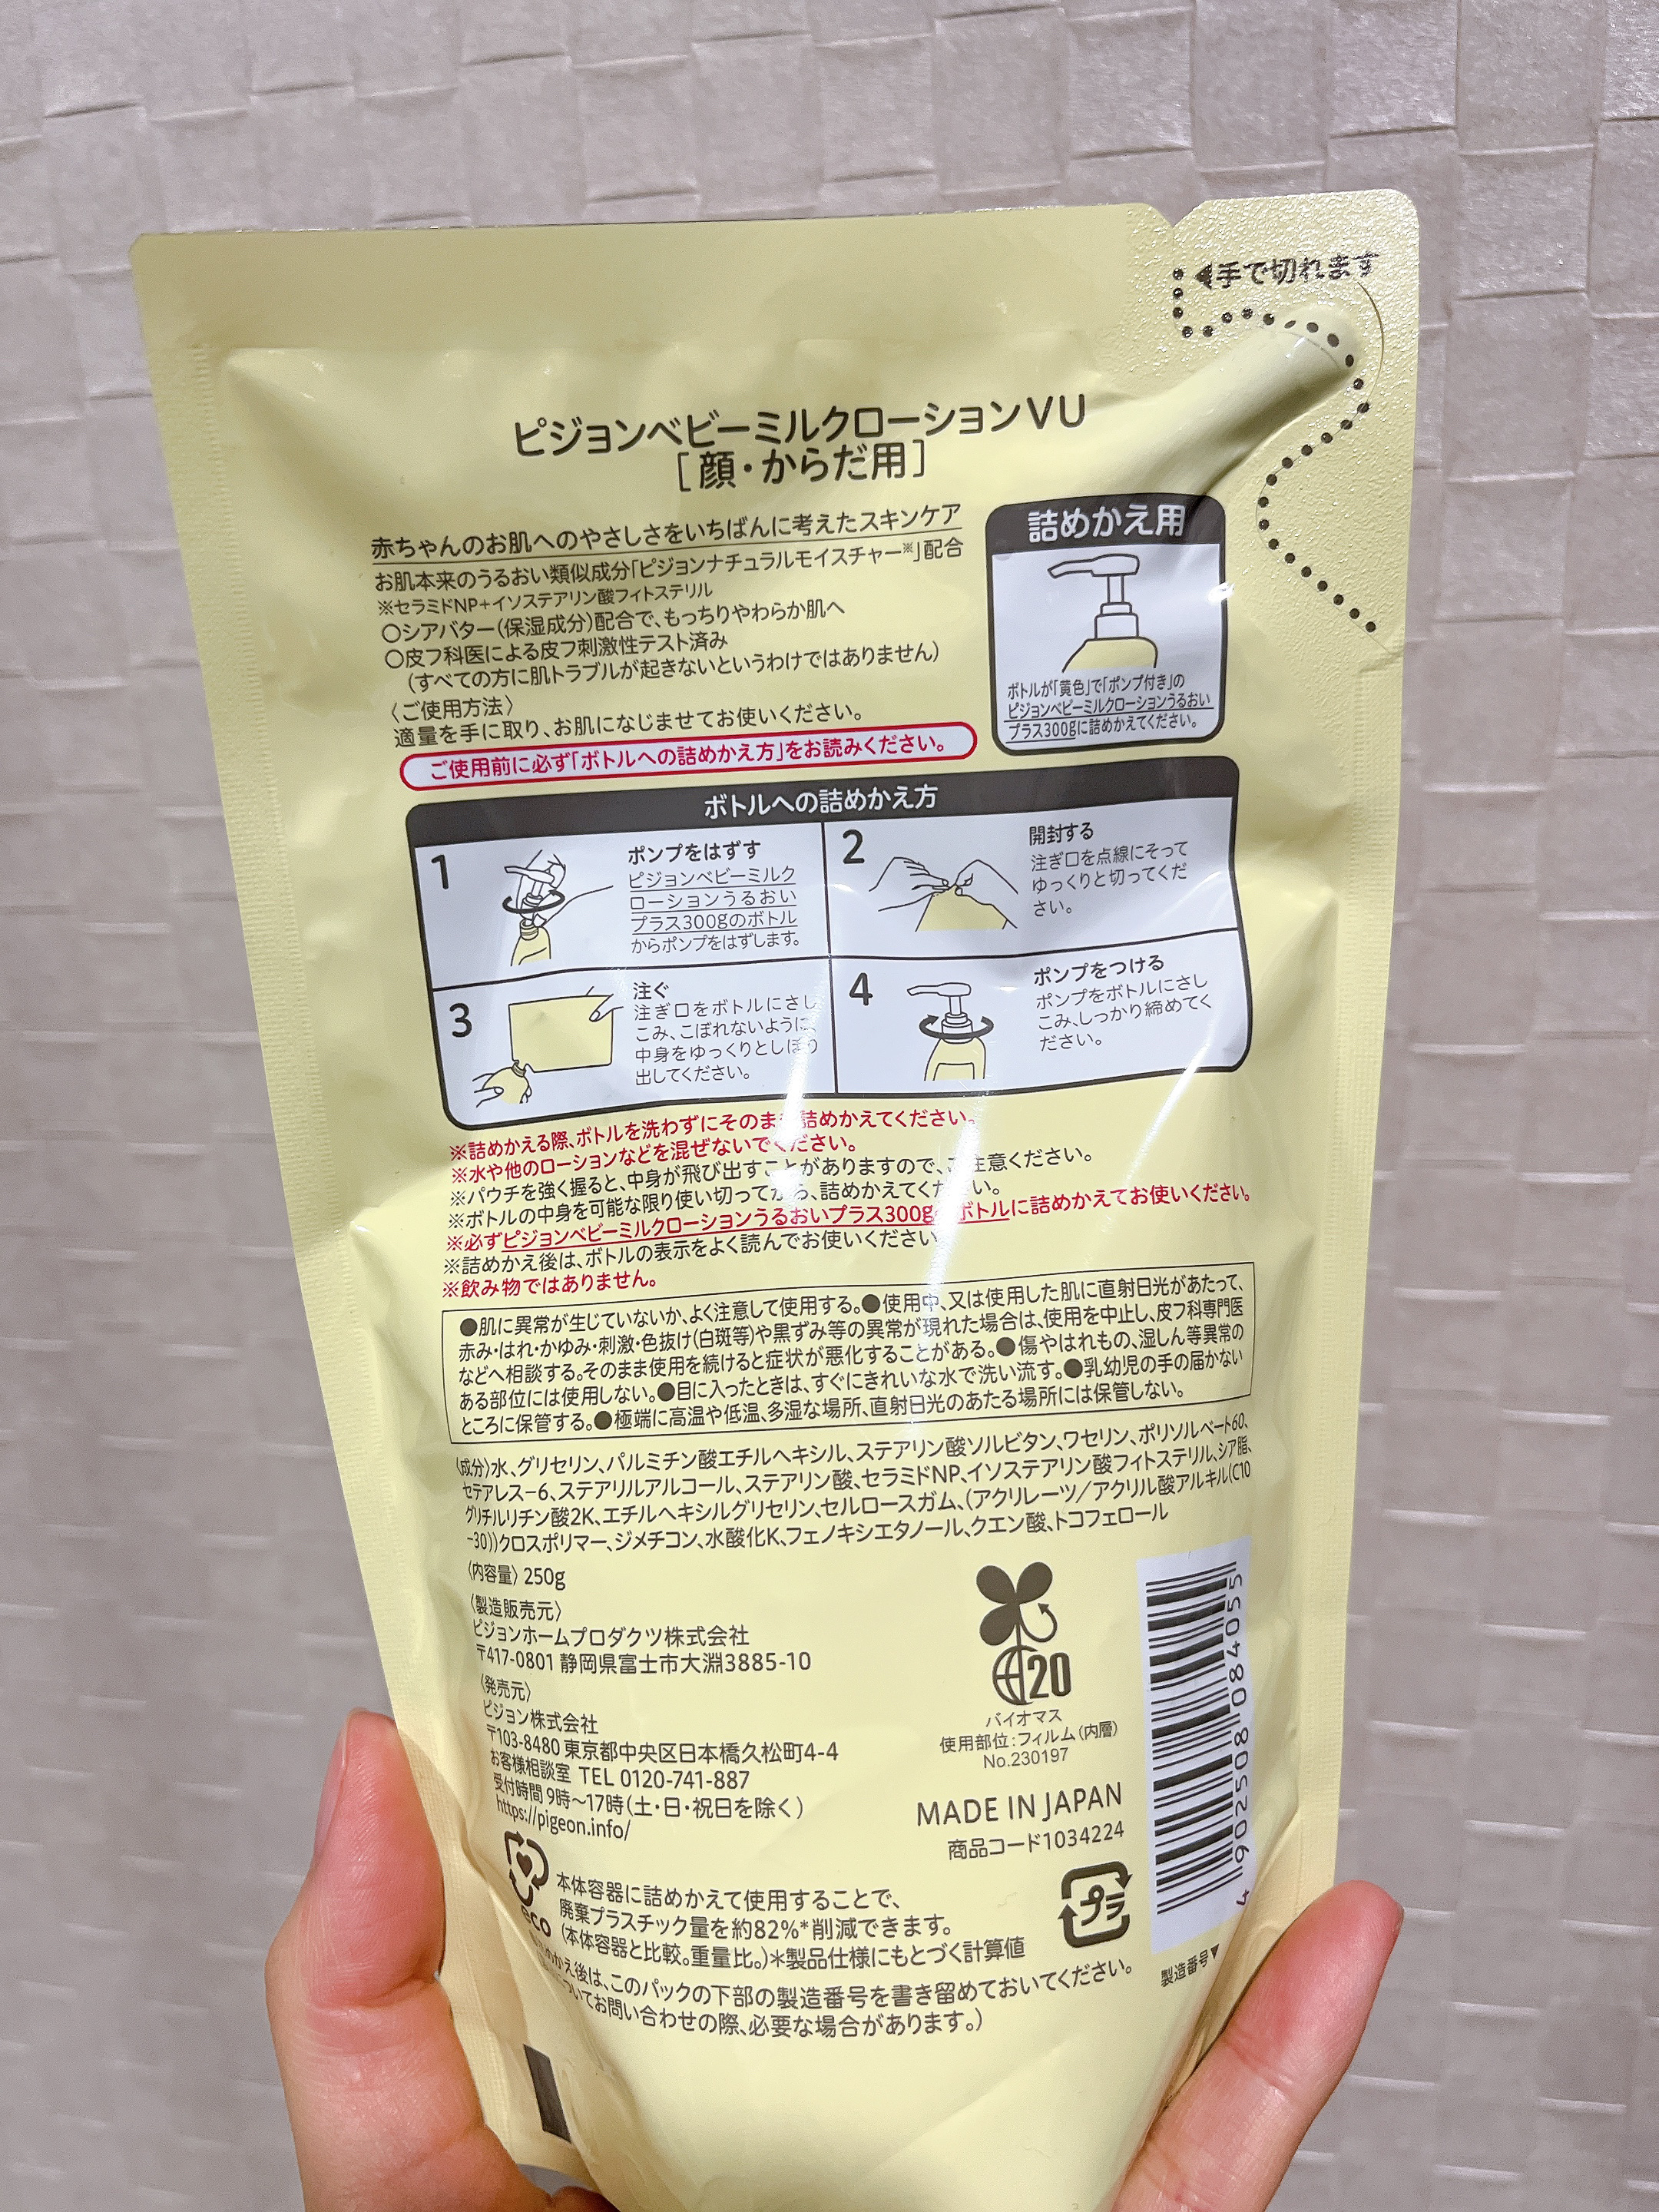 手で切れます
ピジョンベビーミルクローションVU
[顔・からだ用]
赤ちゃんのお肌へのやさしさをいちばんに考えたスキンケア
お肌本来のうるおい類似成分「ピジョンナチュラルモイスチャー※」配合
※セラミドNP+イソステアリン酸フィトステリル
○シアバター(保湿成分)配合で、もっちりやわらか肌へ
○皮フ科医による皮フ刺激性テスト済み
(すべての方に肌トラブルが起きないというわけではありません)
〈ご使用方法〉
適量を手に取り、お肌になじませてお使いください。
ご使用前に必ず「ボトルへの詰めかえ方」をお読みください。
詰めかえ用
ボトルが「黄色」で「ポンプ付き」の
ピジョンベビーミルクローションうるおい
プラス300gに詰めかえてください。
ボトルへの詰めかえ方
1
ポンプをはずす
ピジョンベビーミルク
ローションうるおい
プラス300gのボトル
からポンプをはずします。
2
開封する
注ぎ口を点線にそって
ゆっくりと切ってくだ
さい。
3
注ぐ
注ぎ口をボトルにさし
こみ、こぼれないように、
中身をゆっくりとしぼり
出してください。
4
ポンプをつける
ポンプをボトルにさし
こみ、しっかり締めてく
ださい。
※詰めかえる際、ボトルを洗わずにそのまま詰めかえてください。
※水や他のローションなどを混ぜないでください。
※パウチを強く握ると、中身が飛び出すことがありますので、ご注意ください。
※ボトルの中身を可能な限り使い切ってから、詰めかえてください。
※必ずピジョンベビーミルクローションうるおいプラス300gのボトルに詰めかえてお使いください。
※詰めかえ後は、ボトルの表示をよく読んでお使いください
※飲み物ではありません。
●肌に異常が生じていないか、よく注意して使用する。●使用中、又は使用した肌に直射日光があたって、
赤み・はれ・かゆみ・刺激・色抜け(白斑等)や黒ずみ等の異常が現れた場合は、使用を中止し、皮フ科専門医
などへ相談する。そのまま使用を続けると症状が悪化することがある。●傷やはれもの、湿しん等異常の
ある部位には使用しない。●目に入ったときは、すぐにきれいな水で洗い流す。●乳幼児の手の届かない
ところに保管する。●極端に高温や低温、多湿な場所、直射日光のあたる場所には保管しない。
〈成分〉水、グリセリン、パルミチン酸エチルヘキシル、ステアリン酸ソルビタン、ワセリン、ポリソルベート60、
セテアレス-6、ステアリルアルコール、ステアリン酸、セラミドNP、イソステアリン酸フィトステリル、シア脂、
グリチルリチン酸2K、エチルヘキシルグリセリン、セルロースガム、(アクリレーツ/アクリル酸アルキル(C10
-30))クロスポリマー、ジメチコン、水酸化K、フェノキシエタノール、クエン酸、トコフェロール
〈内容量〉250g
〈製造販売元〉
ピジョンホームプロダクツ株式会社
〒417-0801 静岡県富士市大淵3885-10
〈発売元〉
ピジョン株式会社
〒103-8480 東京都中央区日本橋久松町4-4
お客様相談室 TEL 0120-741-887
受付時間 9時～17時(土・日・祝日を除く)
https://pigeon.info/
20
バイオマス
使用部位:フィルム(内層)
No.230197
MADE IN JAPAN
商品コード1034224
4 902508 084055
プラ
製造番号▼
eco
本体容器に詰めかえて使用することで、
廃棄プラスチック量を約82%*削減できます。
(本体容器と比較。重量比。)*製品仕様にもとづく計算値
かえ後は、このパックの下部の製造番号を書き留めておいてください。
ついてお問い合わせの際、必要な場合があります。)